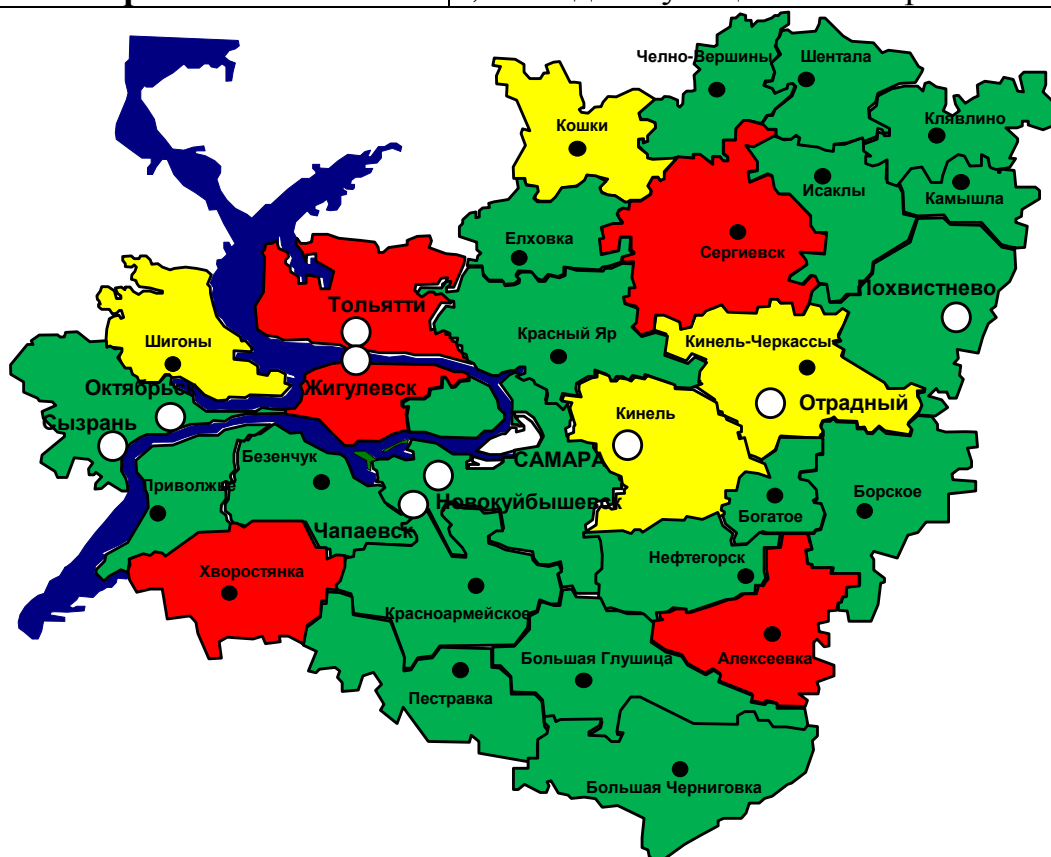 Челно-Вершины
Шентала
Кошки
Клявлино
Исаклы
Камышла
Елховка
Сергиевск
Похвистнево
Тольятти
Красный Яр
Кинель-Черкассы
Шигоны
Октябрьск
Жигулевск
Отрадный
Кинель
Сызрань
Безенчук
САМАРА
Приволжье
Борское
Новокуйбышевск
Богатое
Чапаевск
Нефтегорск
Хворостянка
Красноармейское
Большая Глушица
Алексеевка
Пестравка
Большая Черниговка